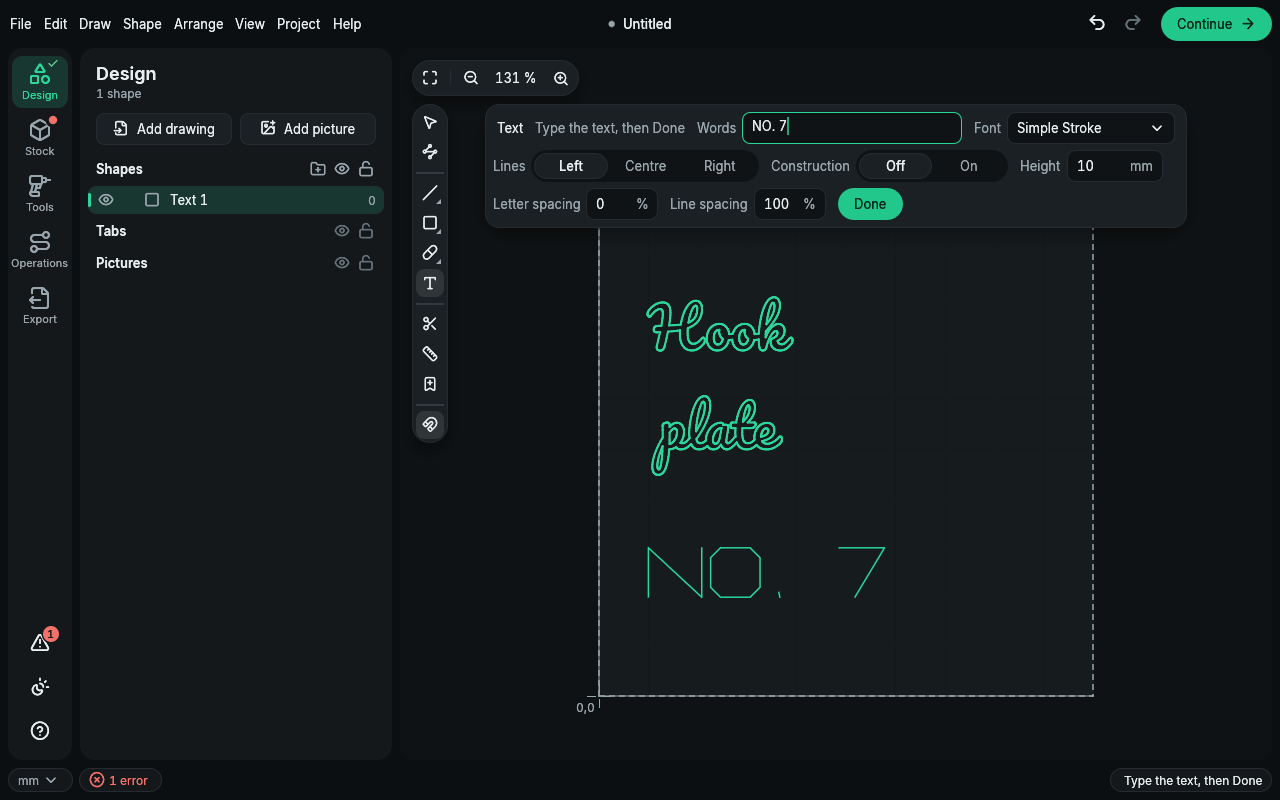 File Edit Draw Shape Arrange View Project Help
Untitled
Continue
Design
Stock
Tools
Operations
Export
1
Design
1 shape
Add drawing Add picture
Shapes
Text 1 0
Tabs
Pictures
131 %
Text Type the text, then Done Words NO. 7 Font Simple Stroke
Lines Left Centre Right Construction Off On Height 10 mm
Letter spacing 0 % Line spacing 100 % Done
Hook
plate
NO. 7
0,0
mm 1 error Type the text, then Done